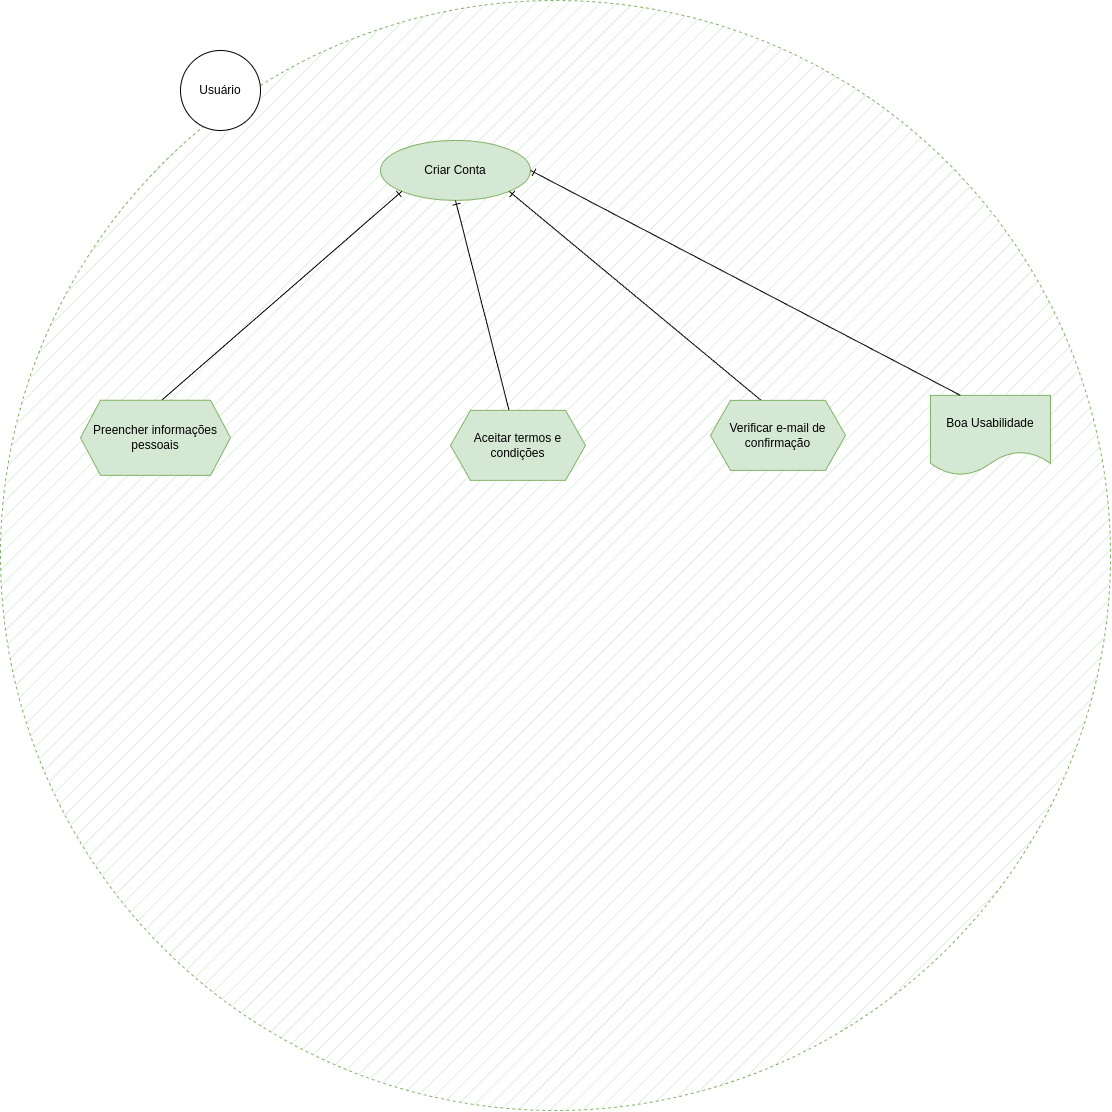 Usuário
Criar Conta
Preencher informações
pessoais
Aceitar termos e
condições
Verificar e-mail de
confirmação
Boa Usabilidade